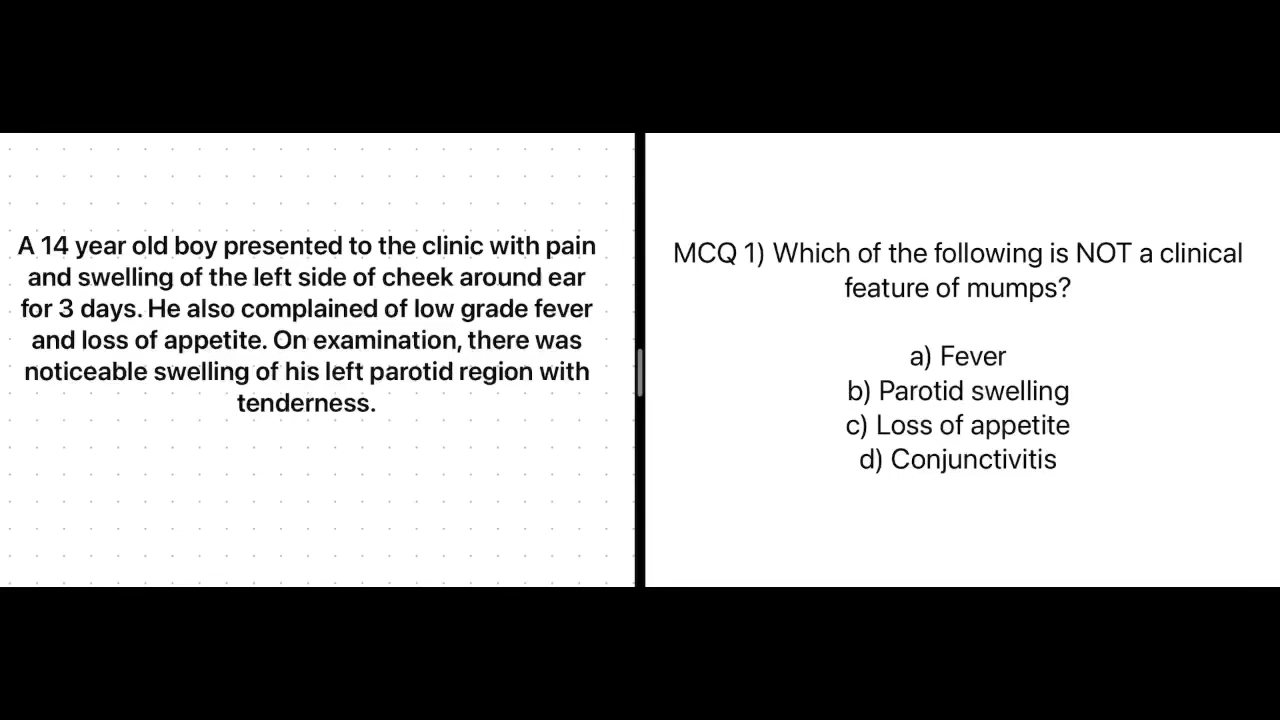 A 14 year old boy presented to the clinic with pain
and swelling of the left side of cheek around ear
for 3 days. He also complained of low grade fever
and loss of appetite. On examination, there was
noticeable swelling of his left parotid region with
tenderness.
MCQ 1) Which of the following is NOT a clinical
feature of mumps?
a) Fever
b) Parotid swelling
c) Loss of appetite
d) Conjunctivitis